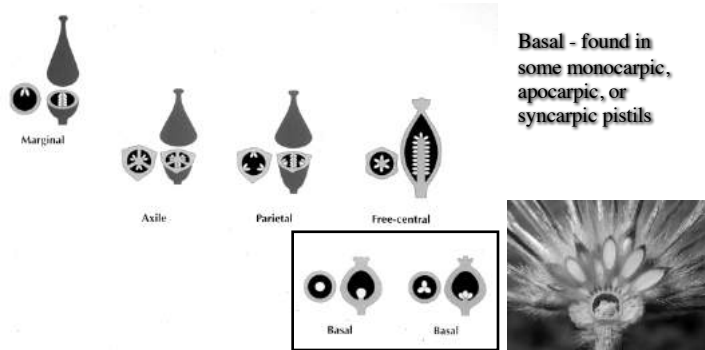 Basal - found in
some monocarpic,
apocarpic, or
syncarpic pistils
Marginal
Axile
Parietal
Free-central
Basal
Basal